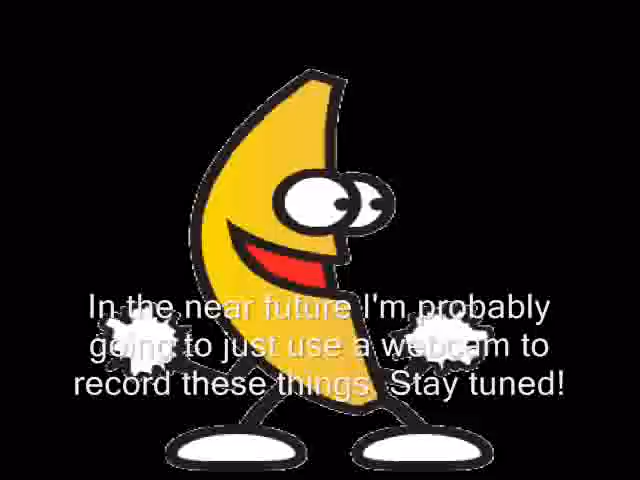 In the near future I'm probably
going to just use a webcam to
record these things. Stay tuned!